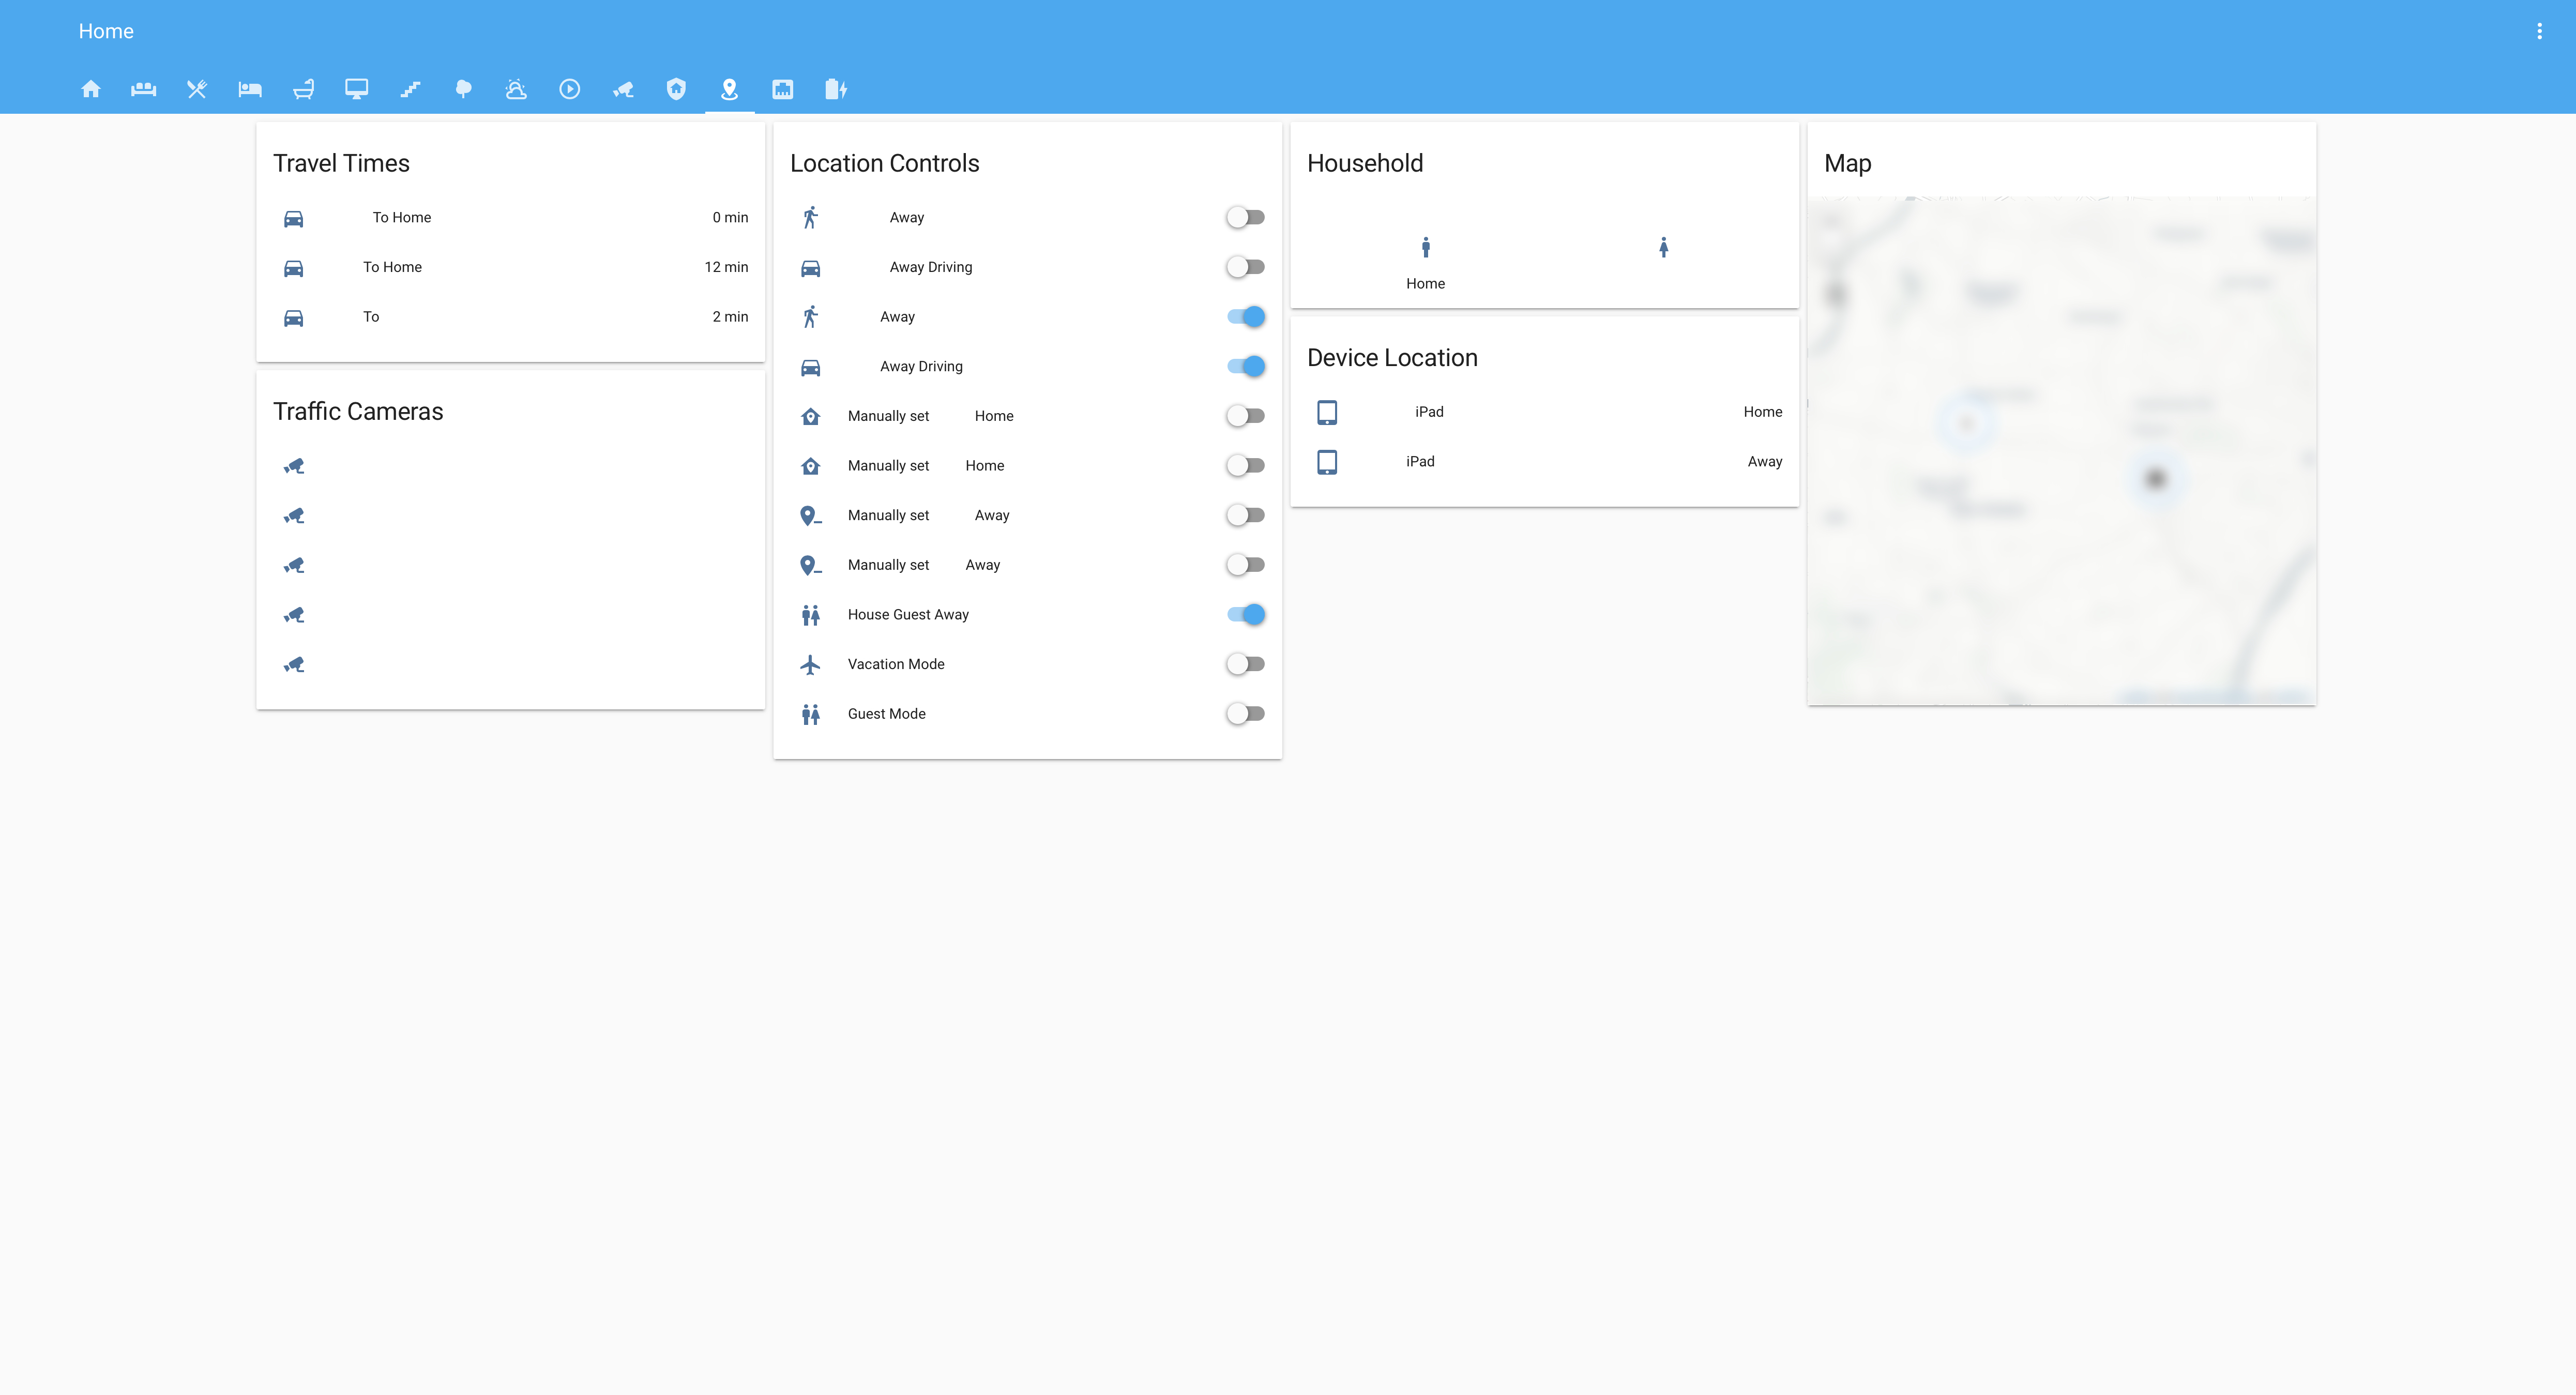 Home
Travel Times
To Home 0 min
To Home 12 min
To 2 min
Traffic Cameras
Location Controls
Away
Away Driving
Away
Away Driving
Manually set Home
Manually set Home
Manually set Away
Manually set Away
House Guest Away
Vacation Mode
Guest Mode
Household
Home
Device Location
iPad Home
iPad Away
Map